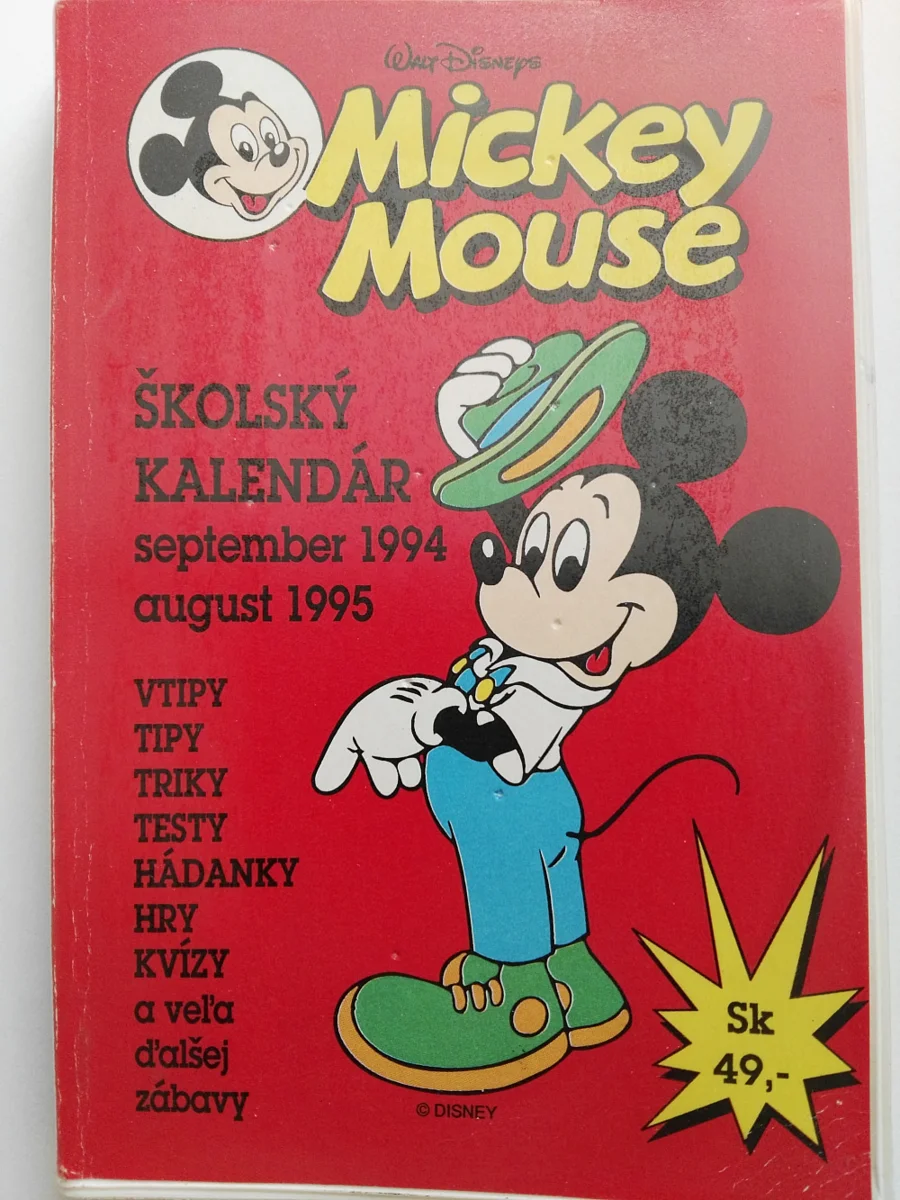 Walt Disney's
Mickey
Mouse
ŠKOLSKÝ
KALENDÁR
september 1994
august 1995
VTIPY
TIPY
TRIKY
TESTY
HÁDANKY
HRY
KVÍZY
a veľa
ďalšej
zábavy
Sk
49,-
© DISNEY